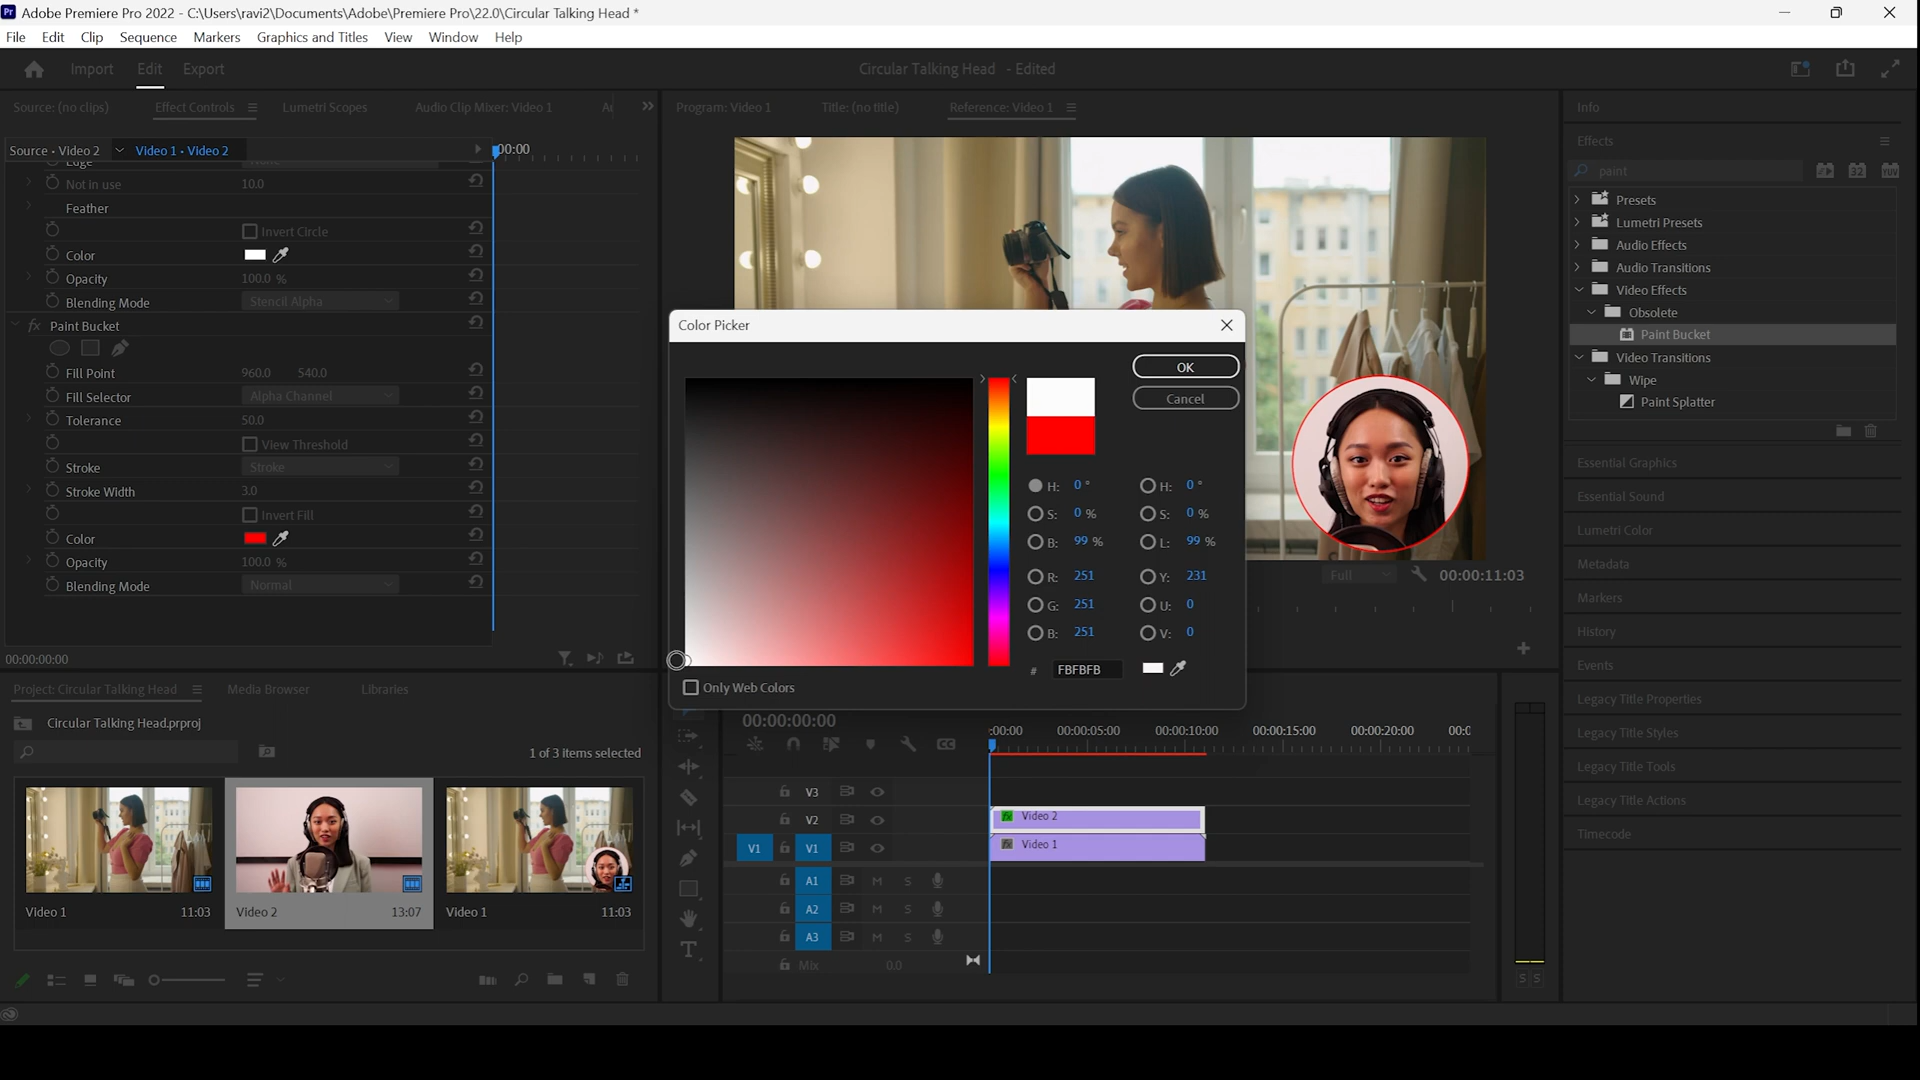 Adobe Premiere Pro 2022 - C:\Users\ravi2\Documents\Adobe\Premiere Pro\22.0\Circular Talking Head *
File Edit Clip Sequence Markers Graphics and Titles View Window Help
Import Edit Export
Circular Talking Head - Edited
Source: (no clips) Effect Controls Lumetri Scopes Audio Clip Mixer: Video 1
Program: Video 1 Title: (no title) Reference: Video 1
Info
Effects
Source • Video 2 Video 1 • Video 2 :00:00
Edge None
Not in use 10.0
Feather
Invert Circle
Color
Opacity 100.0 %
Blending Mode Stencil Alpha
fx Paint Bucket
Fill Point 960.0 540.0
Fill Selector Alpha Channel
Tolerance 50.0
View Threshold
Stroke Stroke
Stroke Width 3.0
Invert Fill
Color
Opacity 100.0 %
Blending Mode Normal
00:00:00:00
Color Picker
OK
Cancel
H: 0 ° H: 0 °
S: 0 % S: 0 %
B: 99 % L: 99 %
R: 251 Y: 231
G: 251 U: 0
B: 251 V: 0
# FBFBFB
Only Web Colors
Full 00:00:11:03
paint
32 YUV
Presets
Lumetri Presets
Audio Effects
Audio Transitions
Video Effects
Obsolete
Paint Bucket
Video Transitions
Wipe
Paint Splatter
Essential Graphics
Essential Sound
Lumetri Color
Metadata
Markers
History
Events
Legacy Title Properties
Legacy Title Styles
Legacy Title Tools
Legacy Title Actions
Timecode
Project: Circular Talking Head Media Browser Libraries
Circular Talking Head.prproj
1 of 3 items selected
Video 1 11:03
Video 2 13:07
Video 1 11:03
00:00:00:00
:00:00 00:00:05:00 00:00:10:00 00:00:15:00 00:00:20:00 00:0
CC
V3
V2 fx Video 2
V1 V1 fx Video 1
A1 M S
A2 M S
A3 M S
Mix 0.0
T
S S